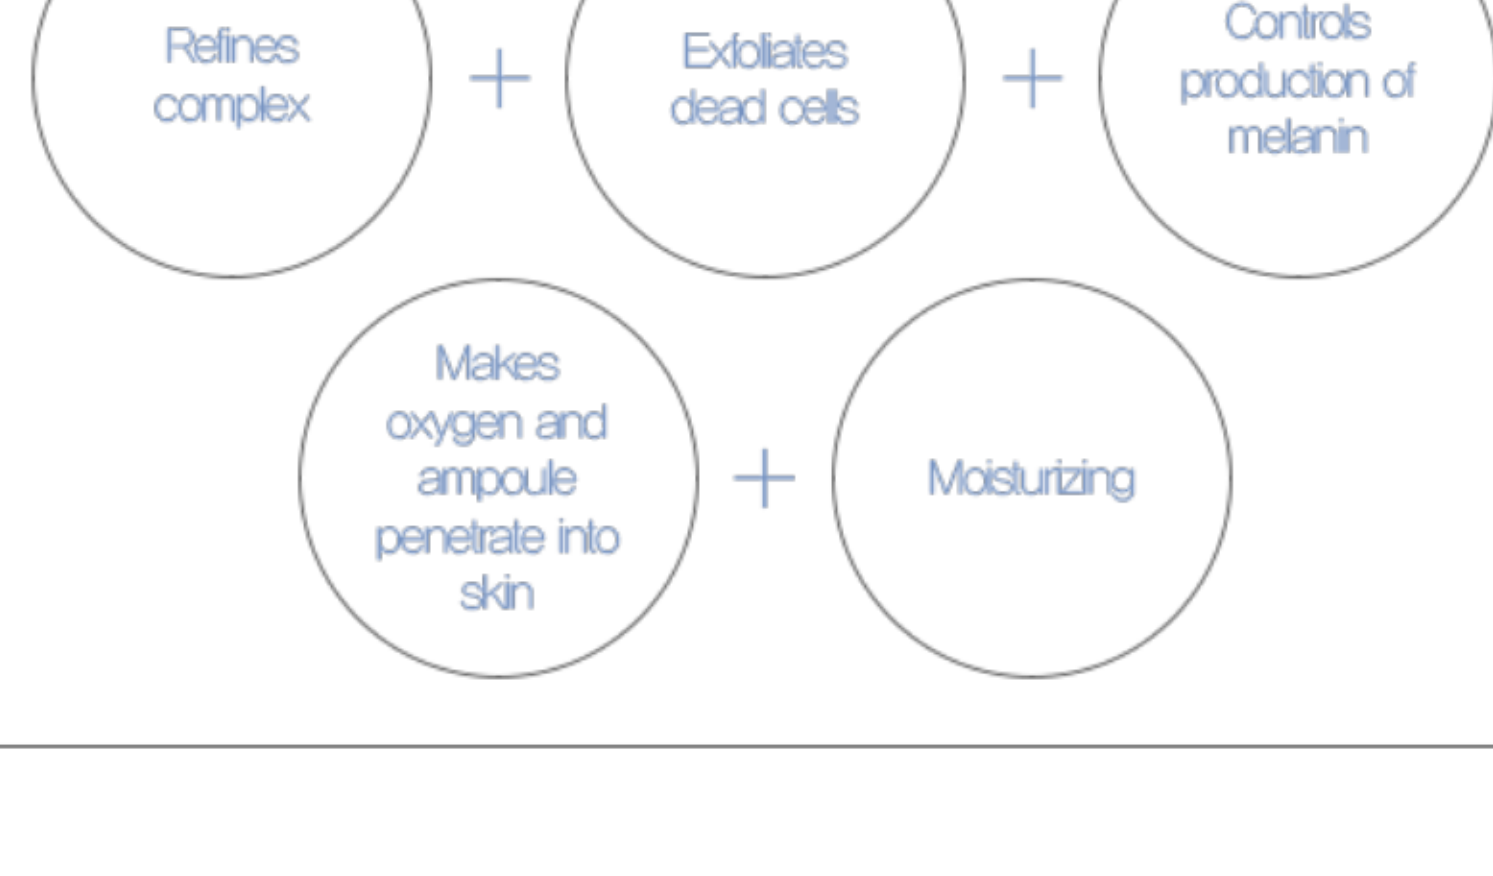 Refines
complex
+
Exfoliates
dead cells
+
Controls
production of
melanin
Makes
oxygen and
ampoule
penetrate into
skin
+
Moisturizing